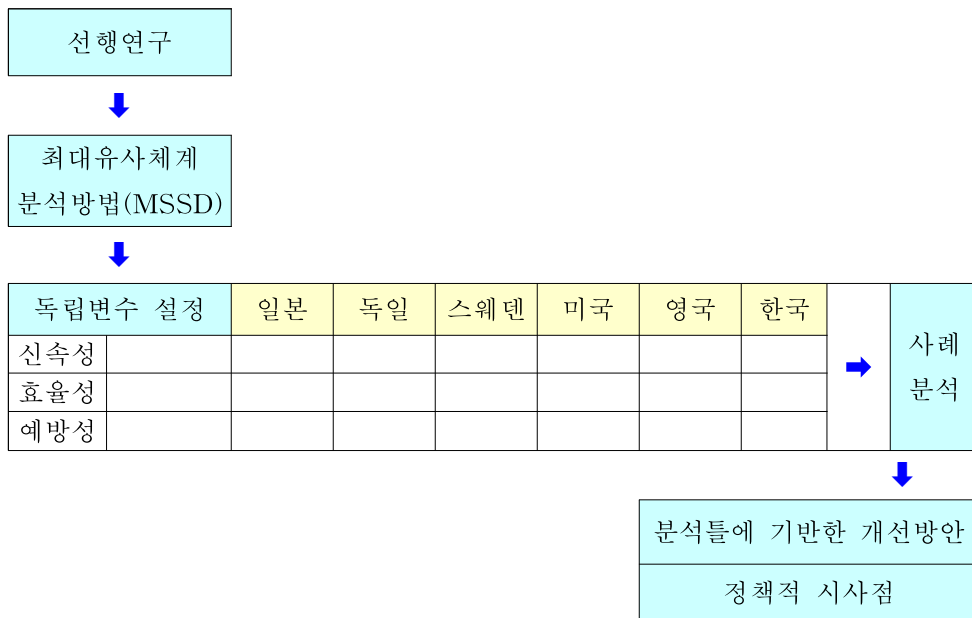 선행연구
최대유사체계
분석방법(MSSD)
독립변수 설정 일본 독일 스웨덴 미국 영국 한국
신속성
효율성
예방성
사례
분석
분석틀에 기반한 개선방안
정책적 시사점